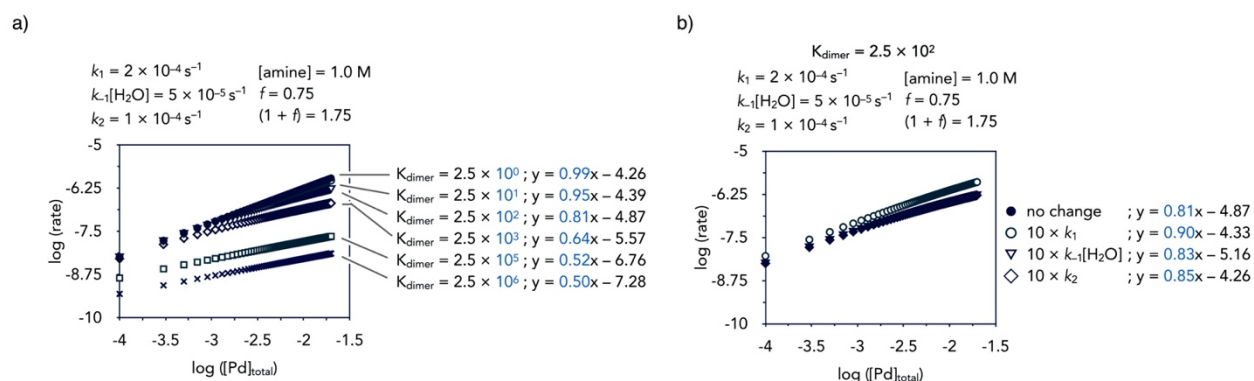 a)
k₁ = 2 × 10⁻⁴ s⁻¹ [amine] = 1.0 M
k₋₁[H₂O] = 5 × 10⁻⁵ s⁻¹ f = 0.75
k₂ = 1 × 10⁻⁴ s⁻¹ (1 + f) = 1.75
-5
-6.25
-7.5
-8.75
-10
log (rate)
-4 -3.5 -3 -2.5 -2 -1.5
log ([Pd]total)
Kdimer = 2.5 × 10⁰ ; y = 0.99x – 4.26
Kdimer = 2.5 × 10¹ ; y = 0.95x – 4.39
Kdimer = 2.5 × 10² ; y = 0.81x – 4.87
Kdimer = 2.5 × 10³ ; y = 0.64x – 5.57
Kdimer = 2.5 × 10⁵ ; y = 0.52x – 6.76
Kdimer = 2.5 × 10⁶ ; y = 0.50x – 7.28
b)
Kdimer = 2.5 × 10²
k₁ = 2 × 10⁻⁴ s⁻¹ [amine] = 1.0 M
k₋₁[H₂O] = 5 × 10⁻⁵ s⁻¹ f = 0.75
k₂ = 1 × 10⁻⁴ s⁻¹ (1 + f) = 1.75
-5
-6.25
-7.5
-8.75
-10
log (rate)
-4 -3.5 -3 -2.5 -2 -1.5
log ([Pd]total)
no change ; y = 0.81x – 4.87
10 × k₁ ; y = 0.90x – 4.33
10 × k₋₁[H₂O] ; y = 0.83x – 5.16
10 × k₂ ; y = 0.85x – 4.26